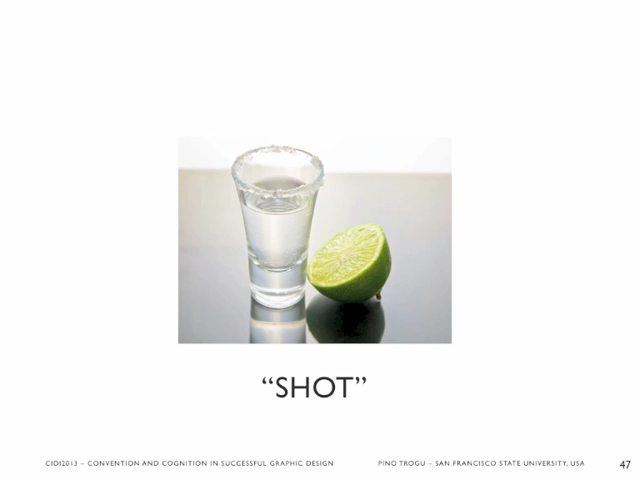 “SHOT”
CIDI2013 – CONVENTION AND COGNITION IN SUCCESSFUL GRAPHIC DESIGN PINO TROGU – SAN FRANCISCO STATE UNIVERSITY, USA 47